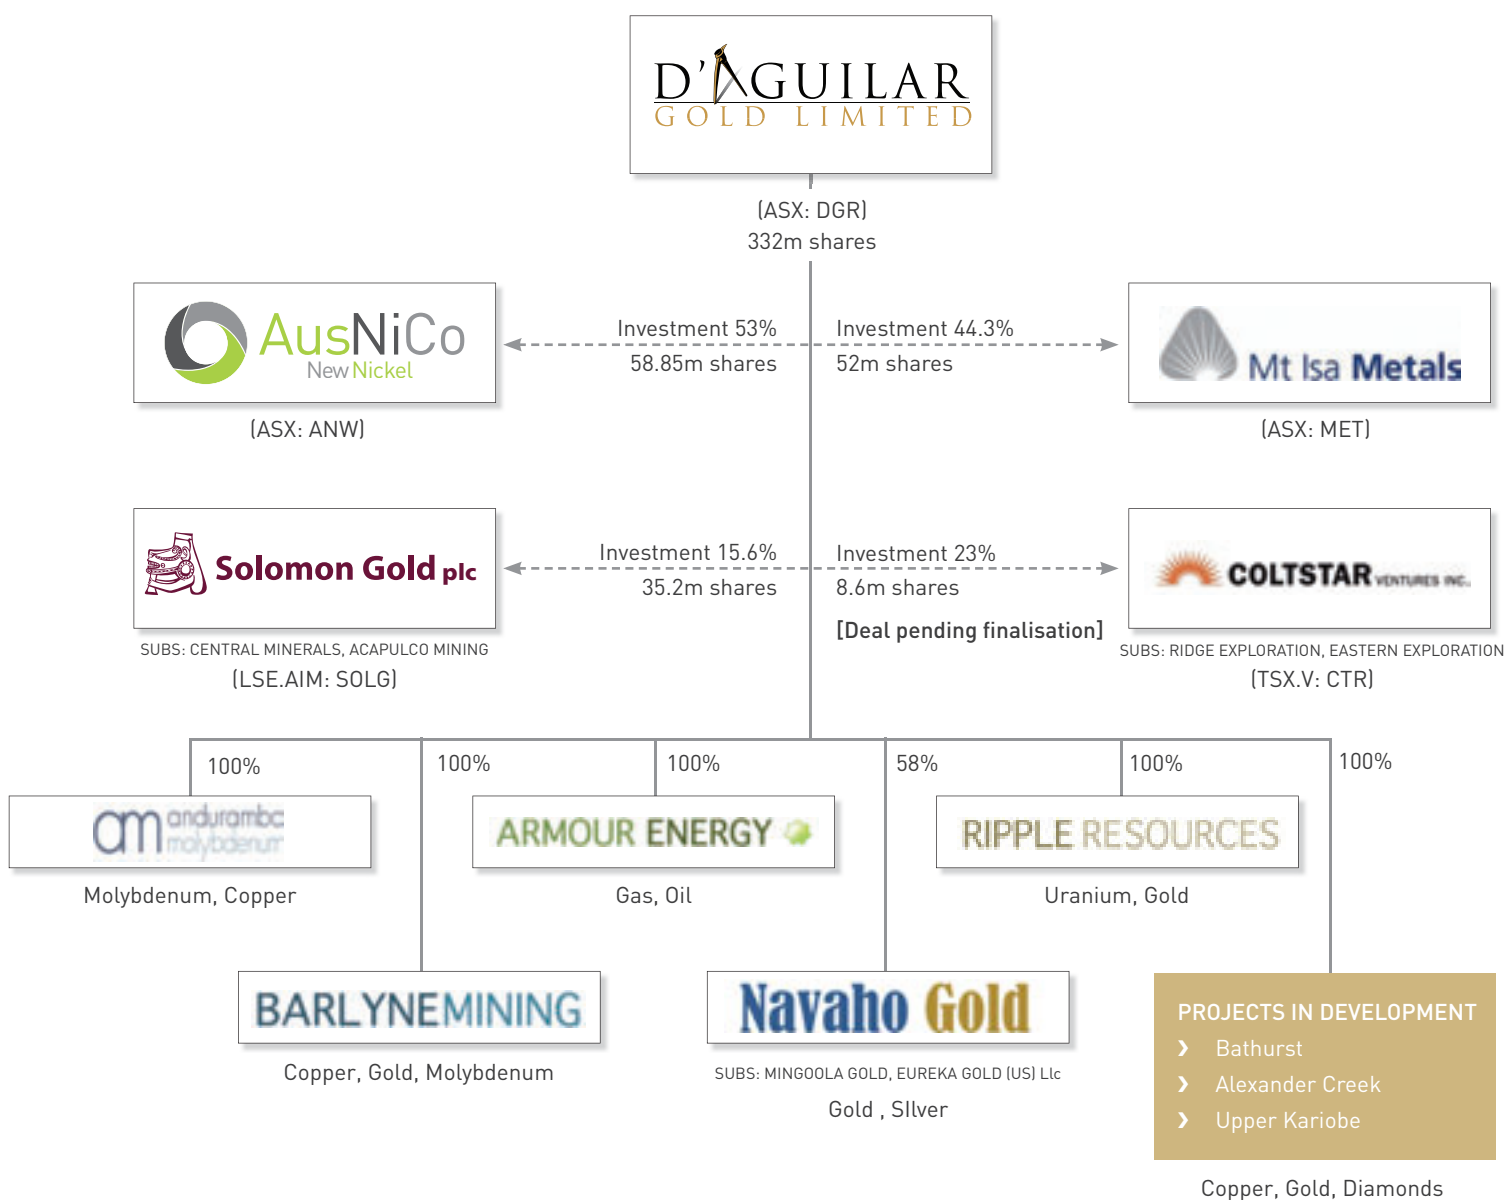 D'AGUILAR
GOLD LIMITED
(ASX: DGR)
332m shares
AusNiCo
New Nickel
(ASX: ANW)
Investment 53%
58.85m shares
Investment 44.3%
52m shares
Mt Isa Metals
(ASX: MET)
Solomon Gold plc
SUBS: CENTRAL MINERALS, ACAPULCO MINING
(LSE.AIM: SOLG)
Investment 15.6%
35.2m shares
Investment 23%
8.6m shares
[Deal pending finalisation]
COLTSTAR VENTURES INC.
SUBS: RIDGE EXPLORATION, EASTERN EXPLORATION
(TSX.V: CTR)
100%
100%
100%
58%
100%
100%
am anduramba
molybdenum
Molybdenum, Copper
ARMOUR ENERGY
Gas, Oil
RIPPLE RESOURCES
Uranium, Gold
BARLYNEMINING
Copper, Gold, Molybdenum
Navaho Gold
SUBS: MINGOOLA GOLD, EUREKA GOLD (US) Llc
Gold , SIlver
PROJECTS IN DEVELOPMENT
❯ Bathurst
❯ Alexander Creek
❯ Upper Kariobe
Copper, Gold, Diamonds